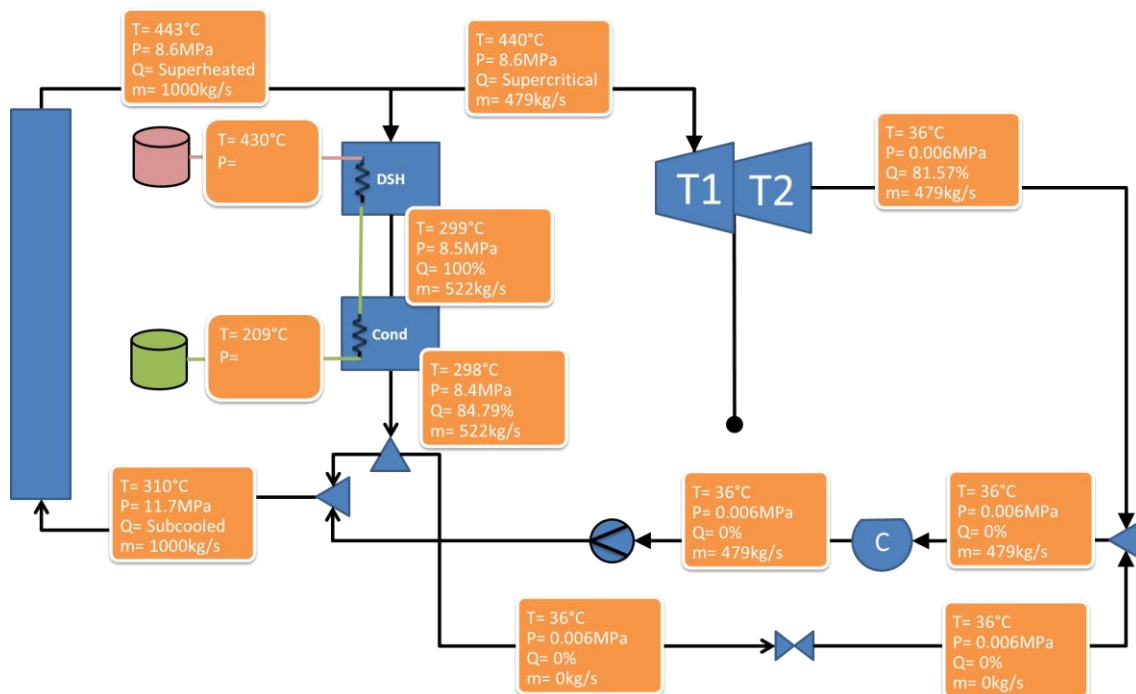 T= 443°C
P= 8.6MPa
Q= Superheated
m= 1000kg/s
T= 440°C
P= 8.6MPa
Q= Supercritical
m= 479kg/s
T= 430°C
P=
DSH
T1
T2
T= 36°C
P= 0.006MPa
Q= 81.57%
m= 479kg/s
T= 299°C
P= 8.5MPa
Q= 100%
m= 522kg/s
T= 209°C
P=
Cond
T= 298°C
P= 8.4MPa
Q= 84.79%
m= 522kg/s
T= 310°C
P= 11.7MPa
Q= Subcooled
m= 1000kg/s
T= 36°C
P= 0.006MPa
Q= 0%
m= 479kg/s
C
T= 36°C
P= 0.006MPa
Q= 0%
m= 479kg/s
T= 36°C
P= 0.006MPa
Q= 0%
m= 0kg/s
T= 36°C
P= 0.006MPa
Q= 0%
m= 0kg/s